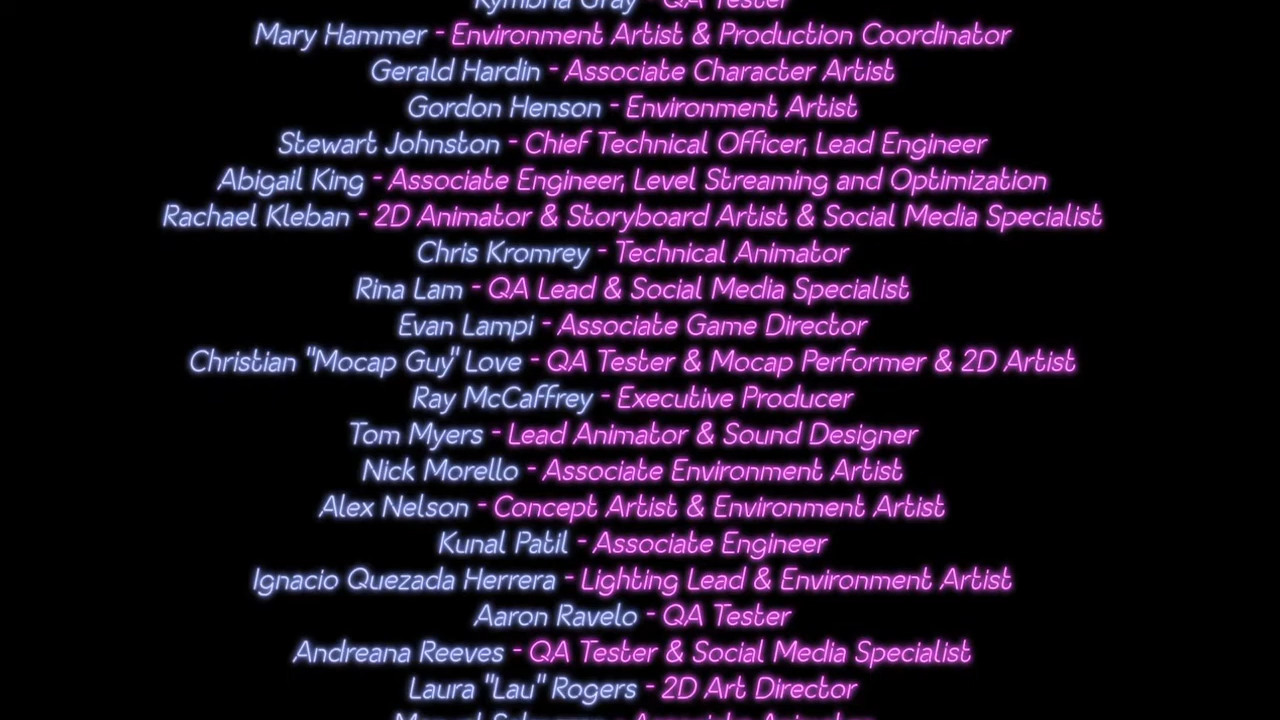 Kymbria Gray - QA Tester
Mary Hammer - Environment Artist & Production Coordinator
Gerald Hardin - Associate Character Artist
Gordon Henson - Environment Artist
Stewart Johnston - Chief Technical Officer, Lead Engineer
Abigail King - Associate Engineer, Level Streaming and Optimization
Rachael Kleban - 2D Animator & Storyboard Artist & Social Media Specialist
Chris Kromrey - Technical Animator
Rina Lam - QA Lead & Social Media Specialist
Evan Lampi - Associate Game Director
Christian "Mocap Guy" Love - QA Tester & Mocap Performer & 2D Artist
Ray McCaffrey - Executive Producer
Tom Myers - Lead Animator & Sound Designer
Nick Morello - Associate Environment Artist
Alex Nelson - Concept Artist & Environment Artist
Kunal Patil - Associate Engineer
Ignacio Quezada Herrera - Lighting Lead & Environment Artist
Aaron Ravelo - QA Tester
Andreana Reeves - QA Tester & Social Media Specialist
Laura "Lau" Rogers - 2D Art Director
- Associate Animator